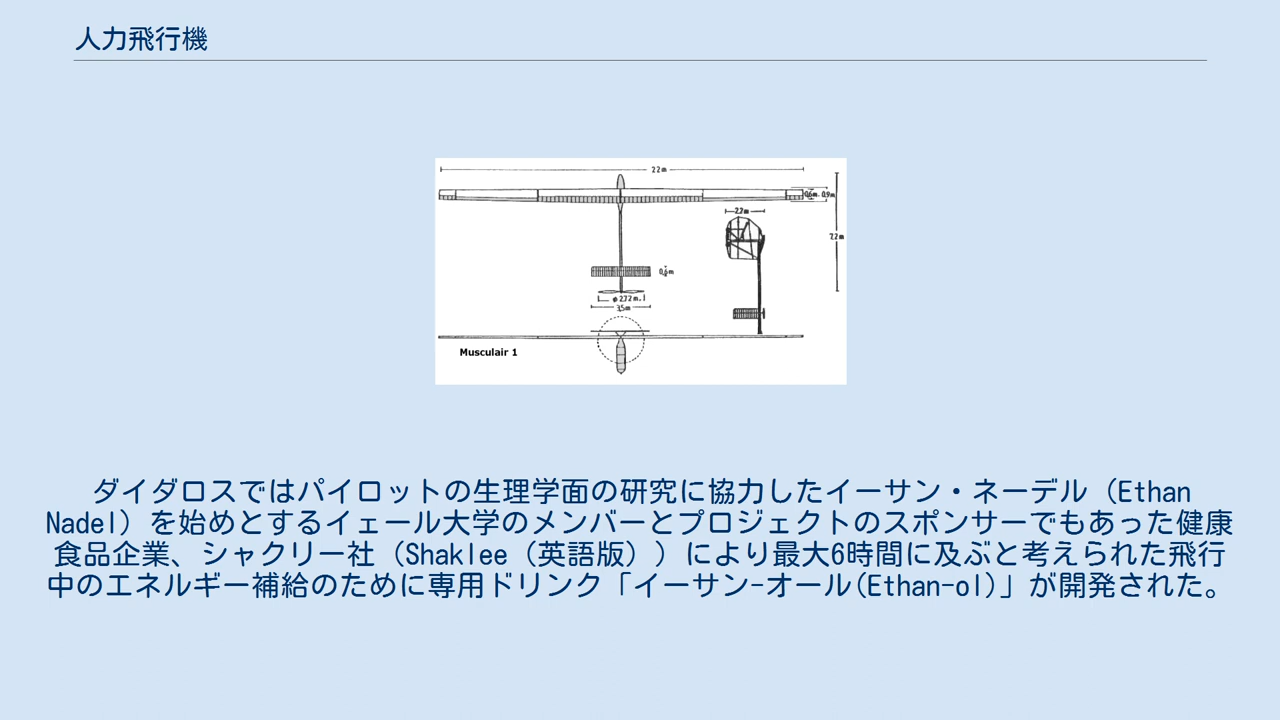 人力飛行機
22m
0,6m. 0,9m
2,2m
7,2m
0,6m
ø 2,72 m.
3,5m
Musculair 1
ダイダロスではパイロットの生理学面の研究に協力したイーサン・ネーデル（Ethan
Nadel）を始めとするイェール大学のメンバーとプロジェクトのスポンサーでもあった健康
食品企業、シャクリー社（Shaklee（英語版））により最大6時間に及ぶと考えられた飛行
中のエネルギー補給のために専用ドリンク「イーサン-オール(Ethan-ol)」が開発された。